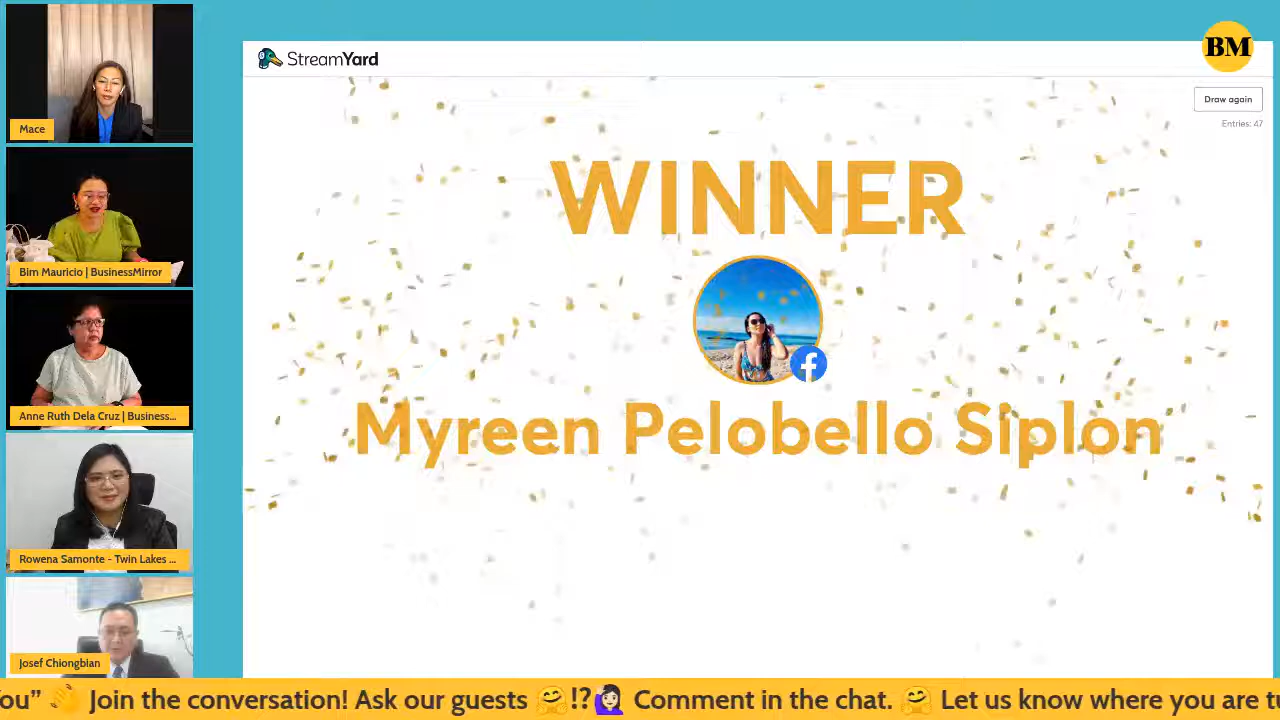 StreamYard
BM
Draw again
Entries: 47
WINNER
Myreen Pelobello Siplon
Mace
Bim Mauricio | BusinessMirror
Anne Ruth Dela Cruz | Business...
Rowena Samonte - Twin Lakes ...
Josef Chiongbian
You” 👋 Join the conversation! Ask our guests 🤗⁉️🙋🏻‍♀️ Comment in the chat. 🤗 Let us know where you are tu